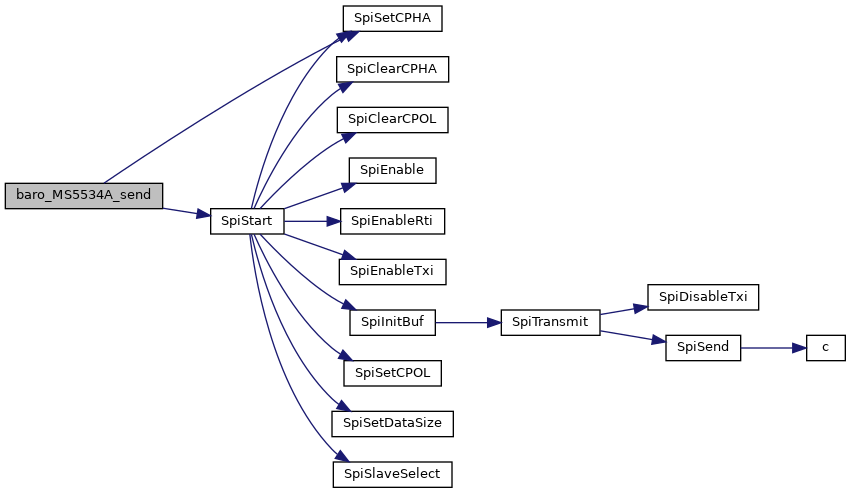 SpiSetCPHA
SpiClearCPHA
SpiClearCPOL
SpiEnable
baro_MS5534A_send
SpiStart
SpiEnableRti
SpiEnableTxi
SpiDisableTxi
SpiInitBuf
SpiTransmit
SpiSend
c
SpiSetCPOL
SpiSetDataSize
SpiSlaveSelect